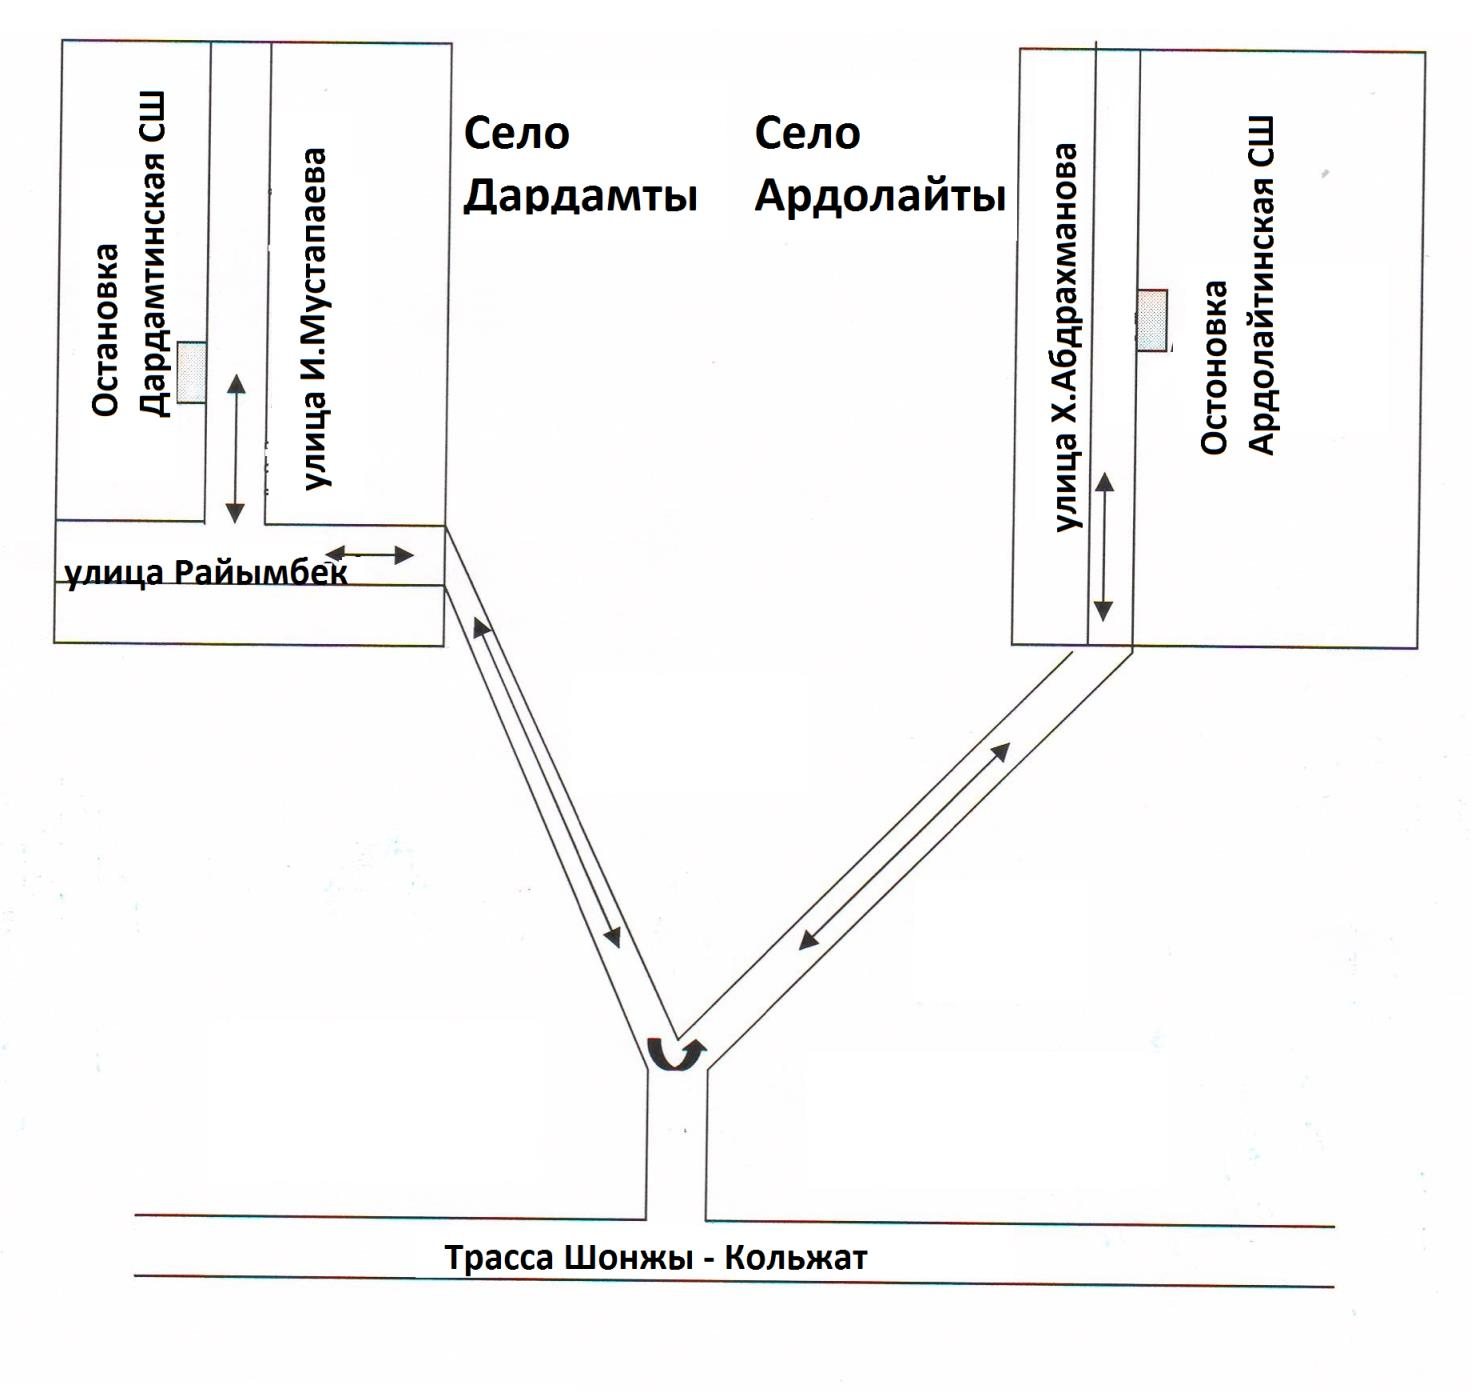 Село
Дардамты
Село
Ардолайты
Остановка
Дардамтинская СШ
улица И.Мустапаева
улица Райымбек
улица Х.Абдрахманова
Остоновка
Ардолайтинская СШ
Трасса Шонжы - Кольжат